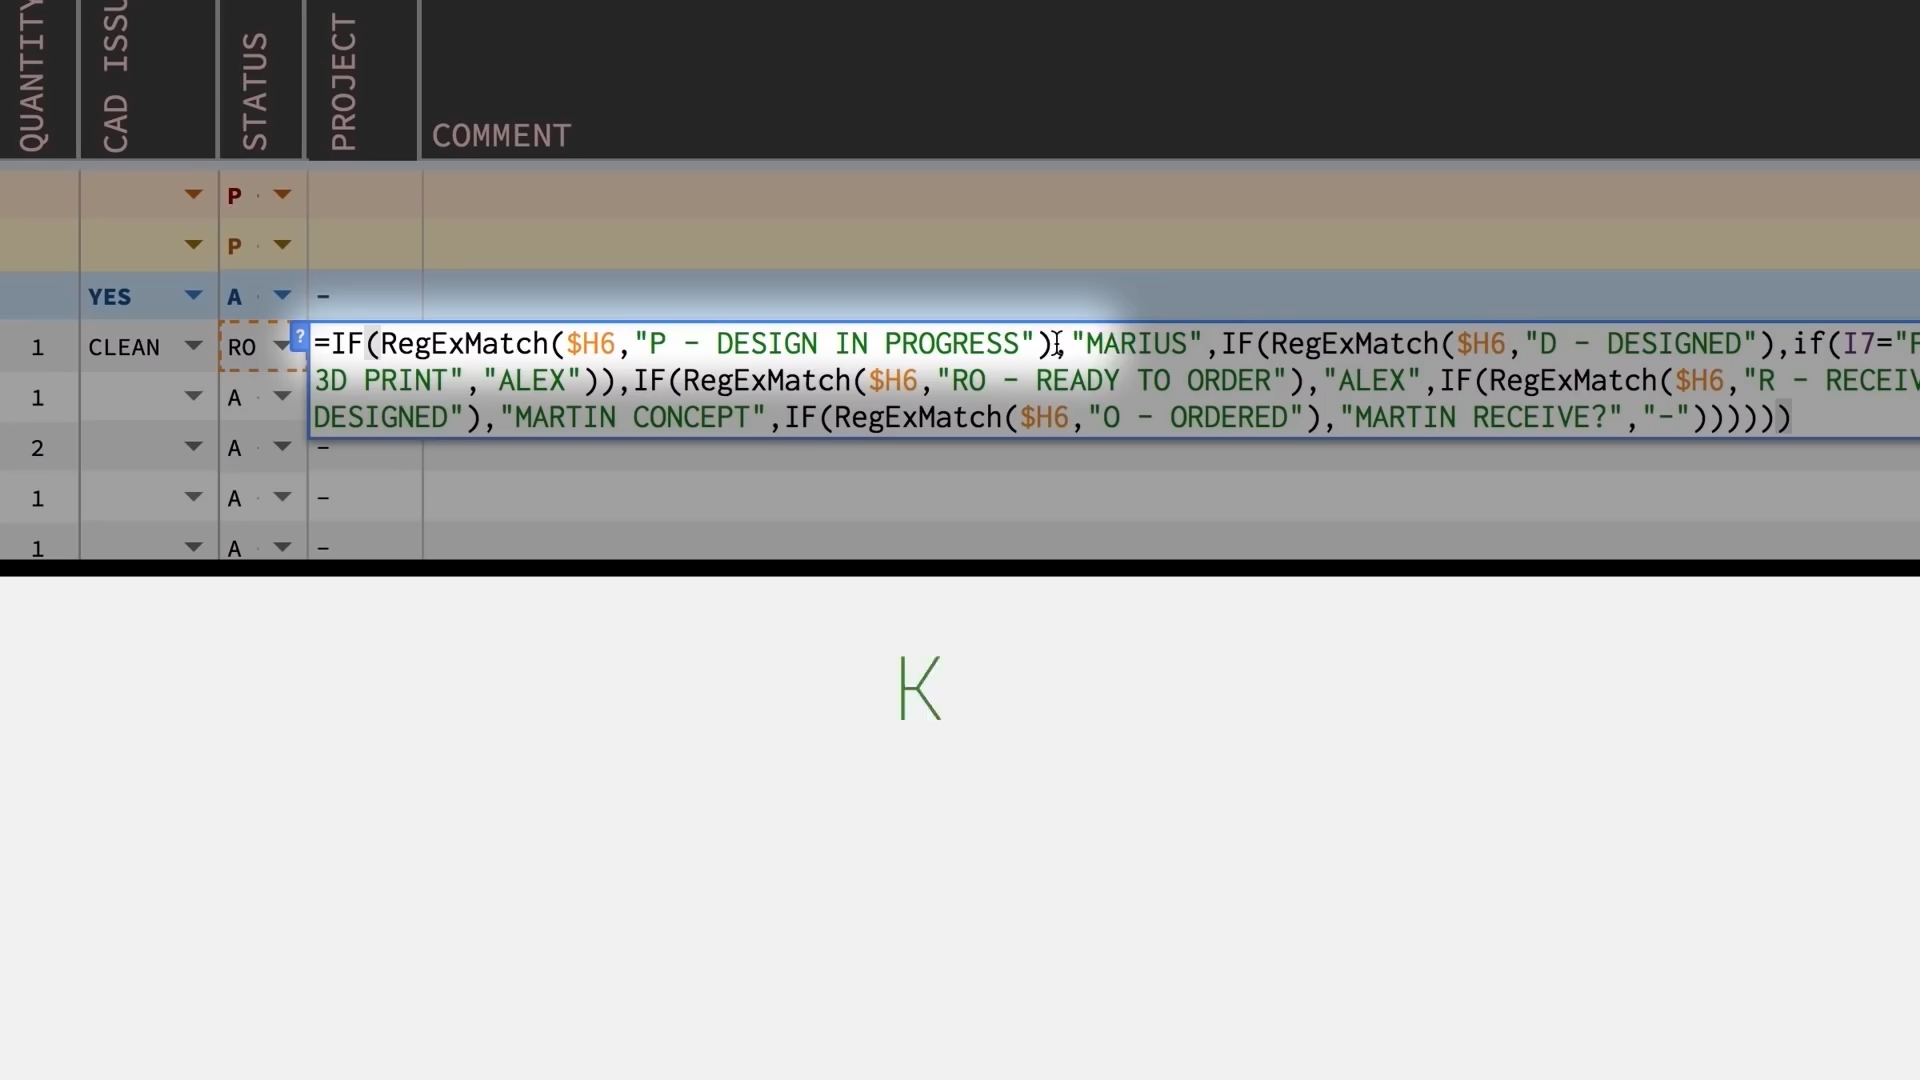 QUANTITY
CAD ISSU
STATUS
PROJECT
COMMENT
P
P
YES A -
1 CLEAN RO
? =IF(RegExMatch($H6,"P - DESIGN IN PROGRESS"),"MARIUS",IF(RegExMatch($H6,"D - DESIGNED"),if(I7="F
3D PRINT","ALEX")),IF(RegExMatch($H6,"RO - READY TO ORDER"),"ALEX",IF(RegExMatch($H6,"R - RECEIV
DESIGNED"),"MARTIN CONCEPT",IF(RegExMatch($H6,"O - ORDERED"),"MARTIN RECEIVE?","-"))))))
1 A
2 A -
1 A -
1 A -
K